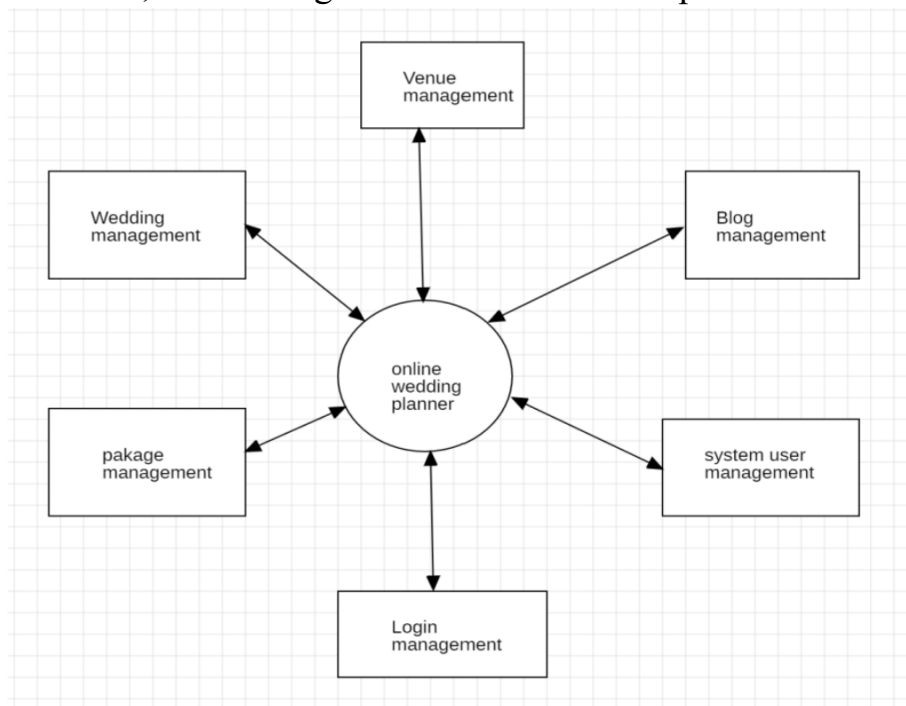 Venue
management
Wedding
management
Blog
management
online
wedding
planner
pakage
management
system user
management
Login
management